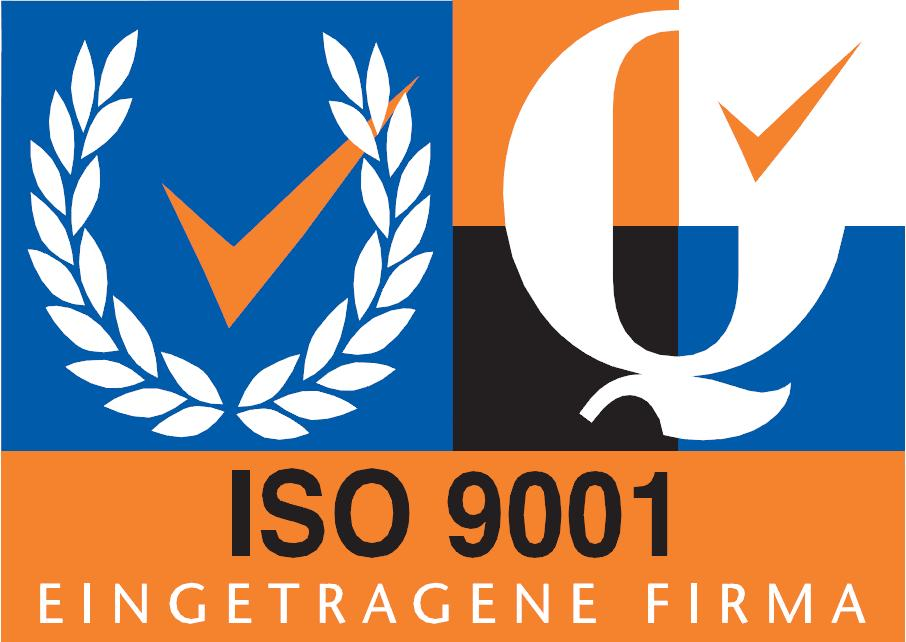 Q
ISO 9001
EINGETRAGENE FIRMA